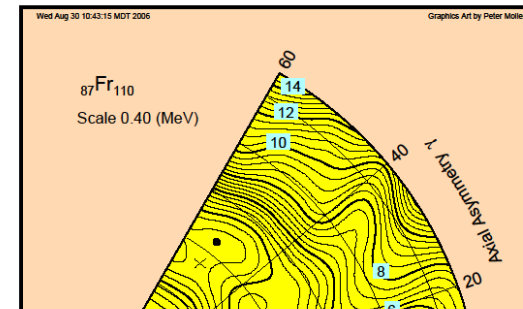 Wed Aug 30 10:43:15 MDT 2006
Graphics Art by Peter Molle
60
87Fr110
14
Scale 0.40 (MeV)
12
10
40
Axial Asymmetry γ
8
20